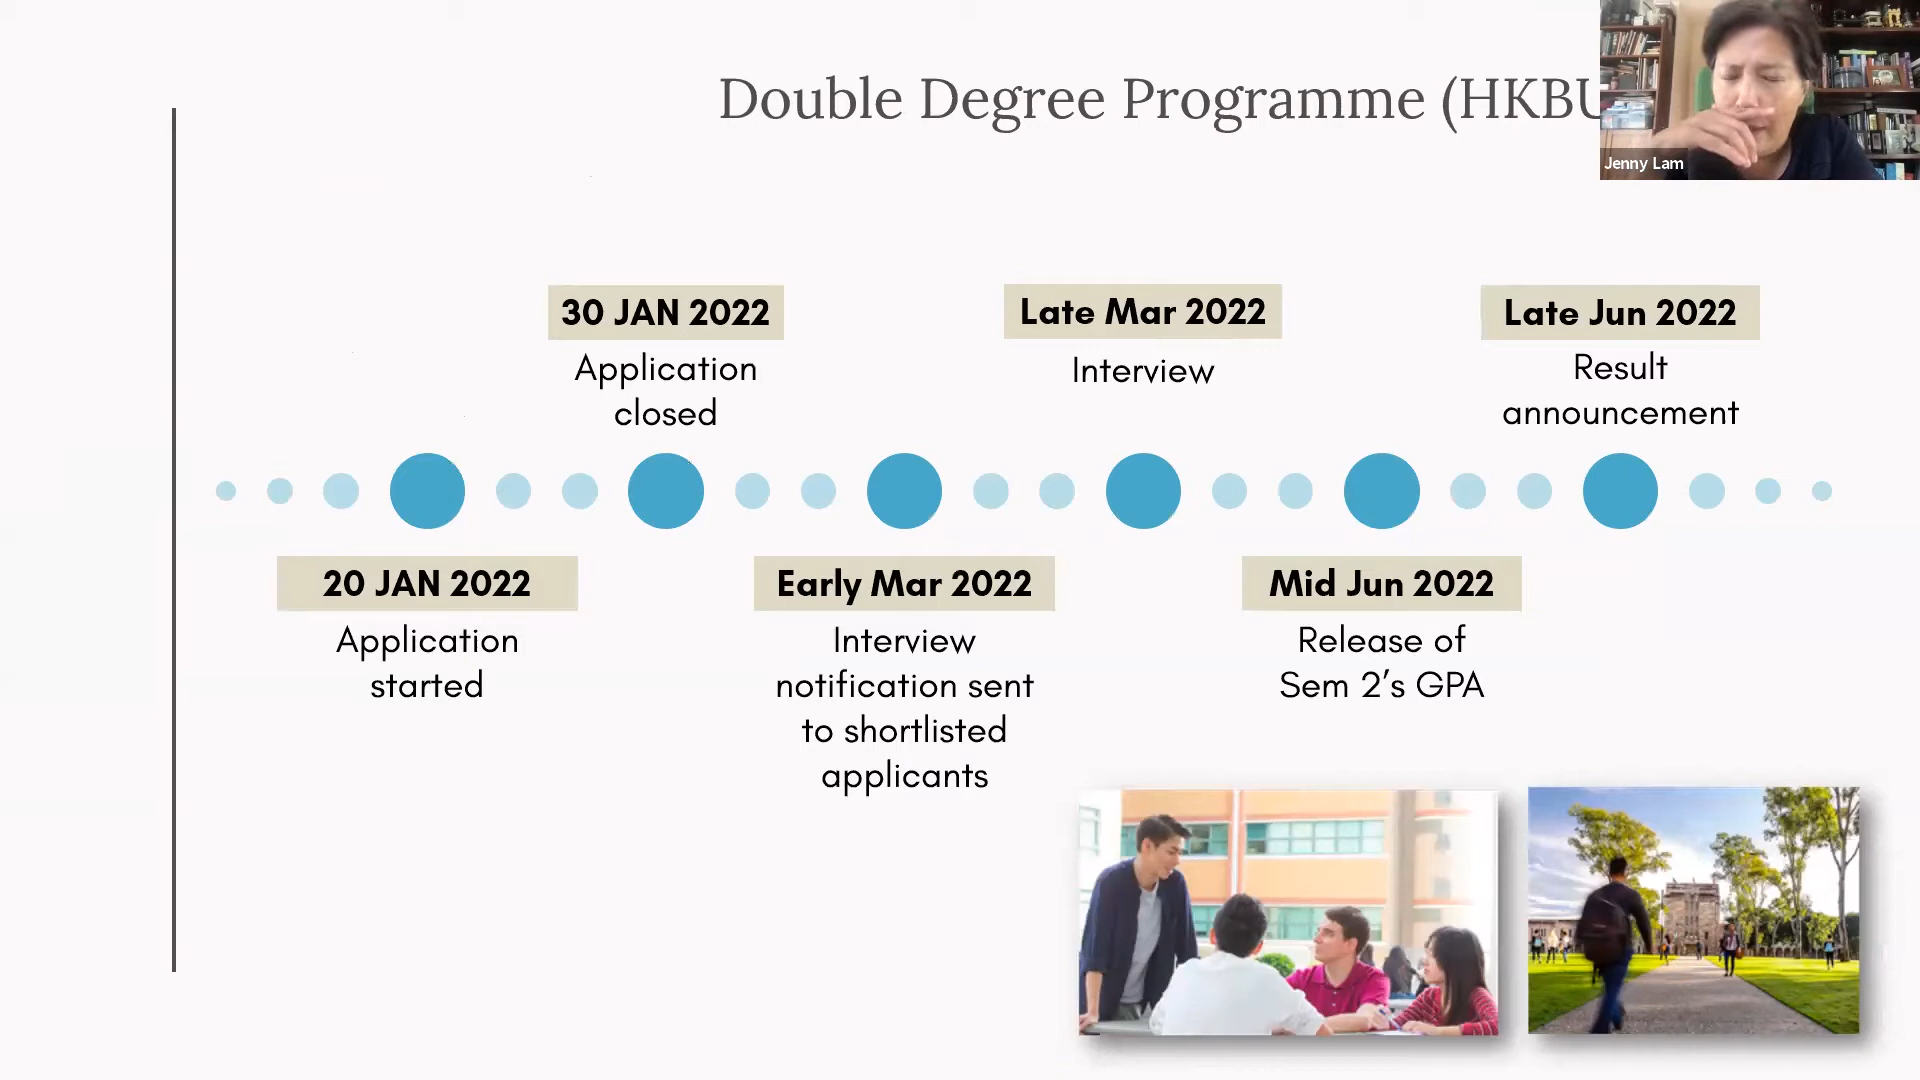 Double Degree Programme (HKBU
Jenny Lam
30 JAN 2022
Application
closed
Late Mar 2022
Interview
Late Jun 2022
Result
announcement
20 JAN 2022
Application
started
Early Mar 2022
Interview
notification sent
to shortlisted
applicants
Mid Jun 2022
Release of
Sem 2’s GPA